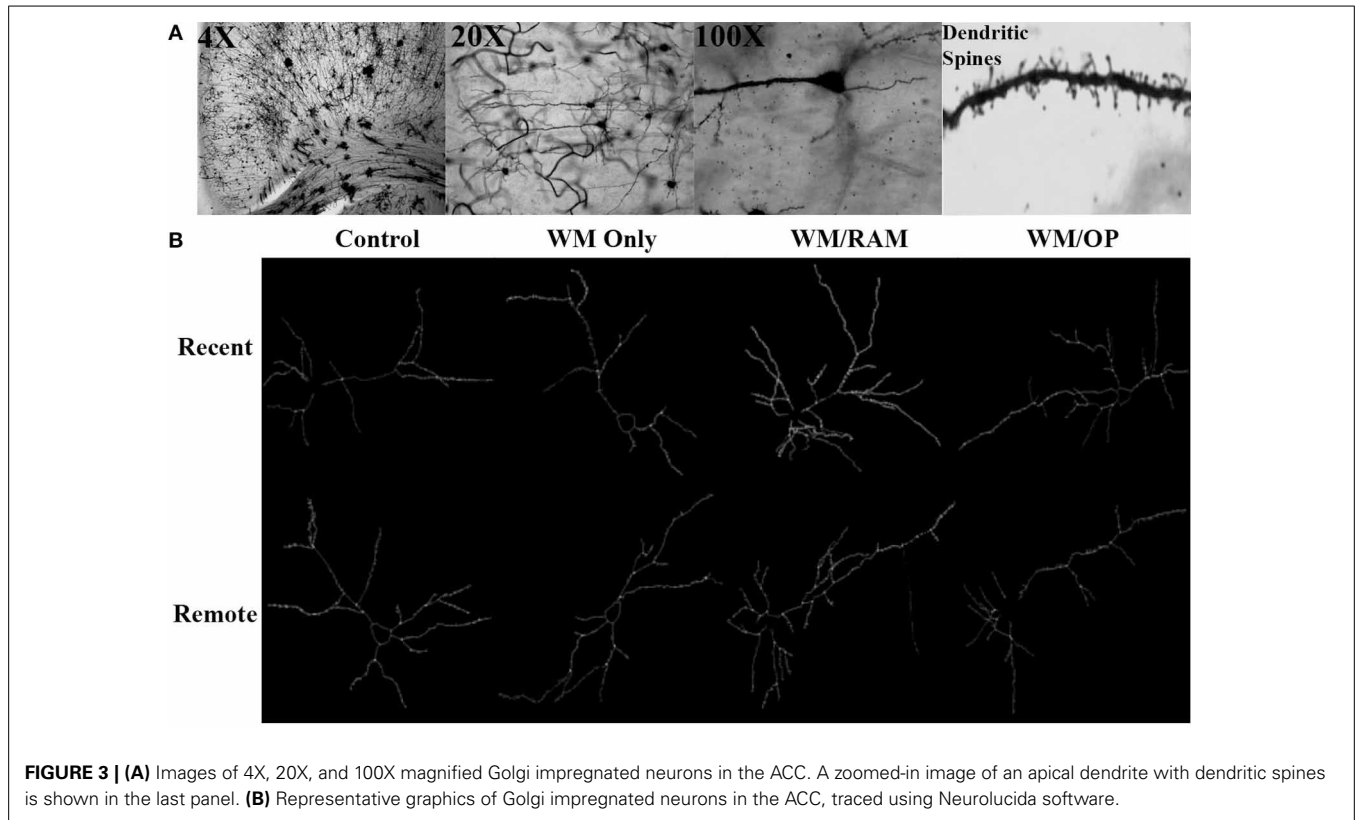 A
4X
20X
100X
Dendritic
Spines
B
Control
WM Only
WM/RAM
WM/OP
Recent
Remote
FIGURE 3 | (A) Images of 4X, 20X, and 100X magnified Golgi impregnated neurons in the ACC. A zoomed-in image of an apical dendrite with dendritic spines
is shown in the last panel. (B) Representative graphics of Golgi impregnated neurons in the ACC, traced using Neurolucida software.